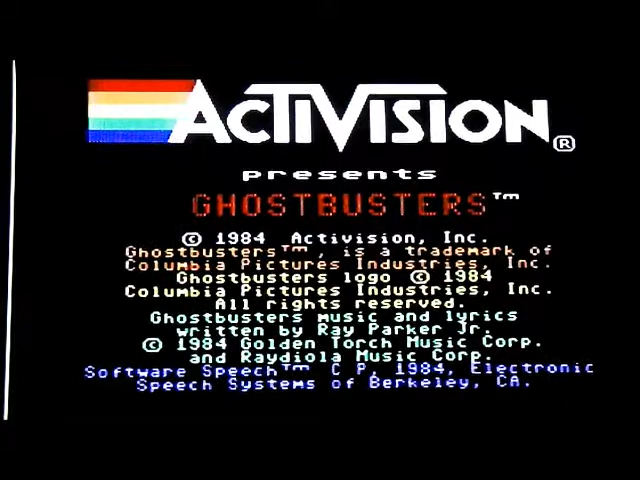 ACTIVISION®
presents
GHOSTBUSTERS™
© 1984 Activision, Inc.
Ghostbusters™, is a trademark of
Columbia Pictures Industries, Inc.
Ghostbusters logo © 1984
Columbia Pictures Industries, Inc.
All rights reserved.
Ghostbusters music and lyrics
written by Ray Parker Jr.
© 1984 Golden Torch Music Corp.
and Raydiola Music Corp.
Software Speech™ C P, 1984, Electronic
Speech Systems of Berkeley, CA.